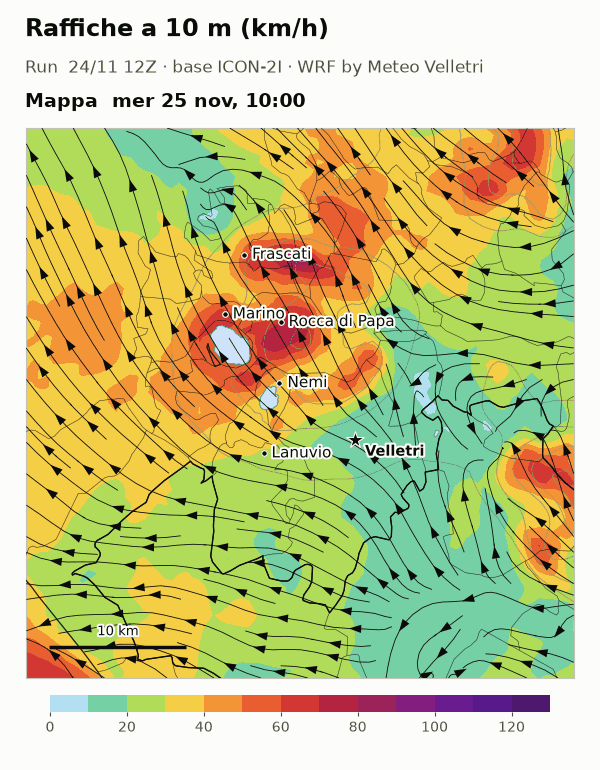 Raffiche a 10 m (km/h)
Run 24/11 12Z · base ICON-2I · WRF by Meteo Velletri
Mappa mer 25 nov, 10:00
Frascati
Marino
Rocca di Papa
Nemi
Velletri
Lanuvio
10 km
0 20 40 60 80 100 120